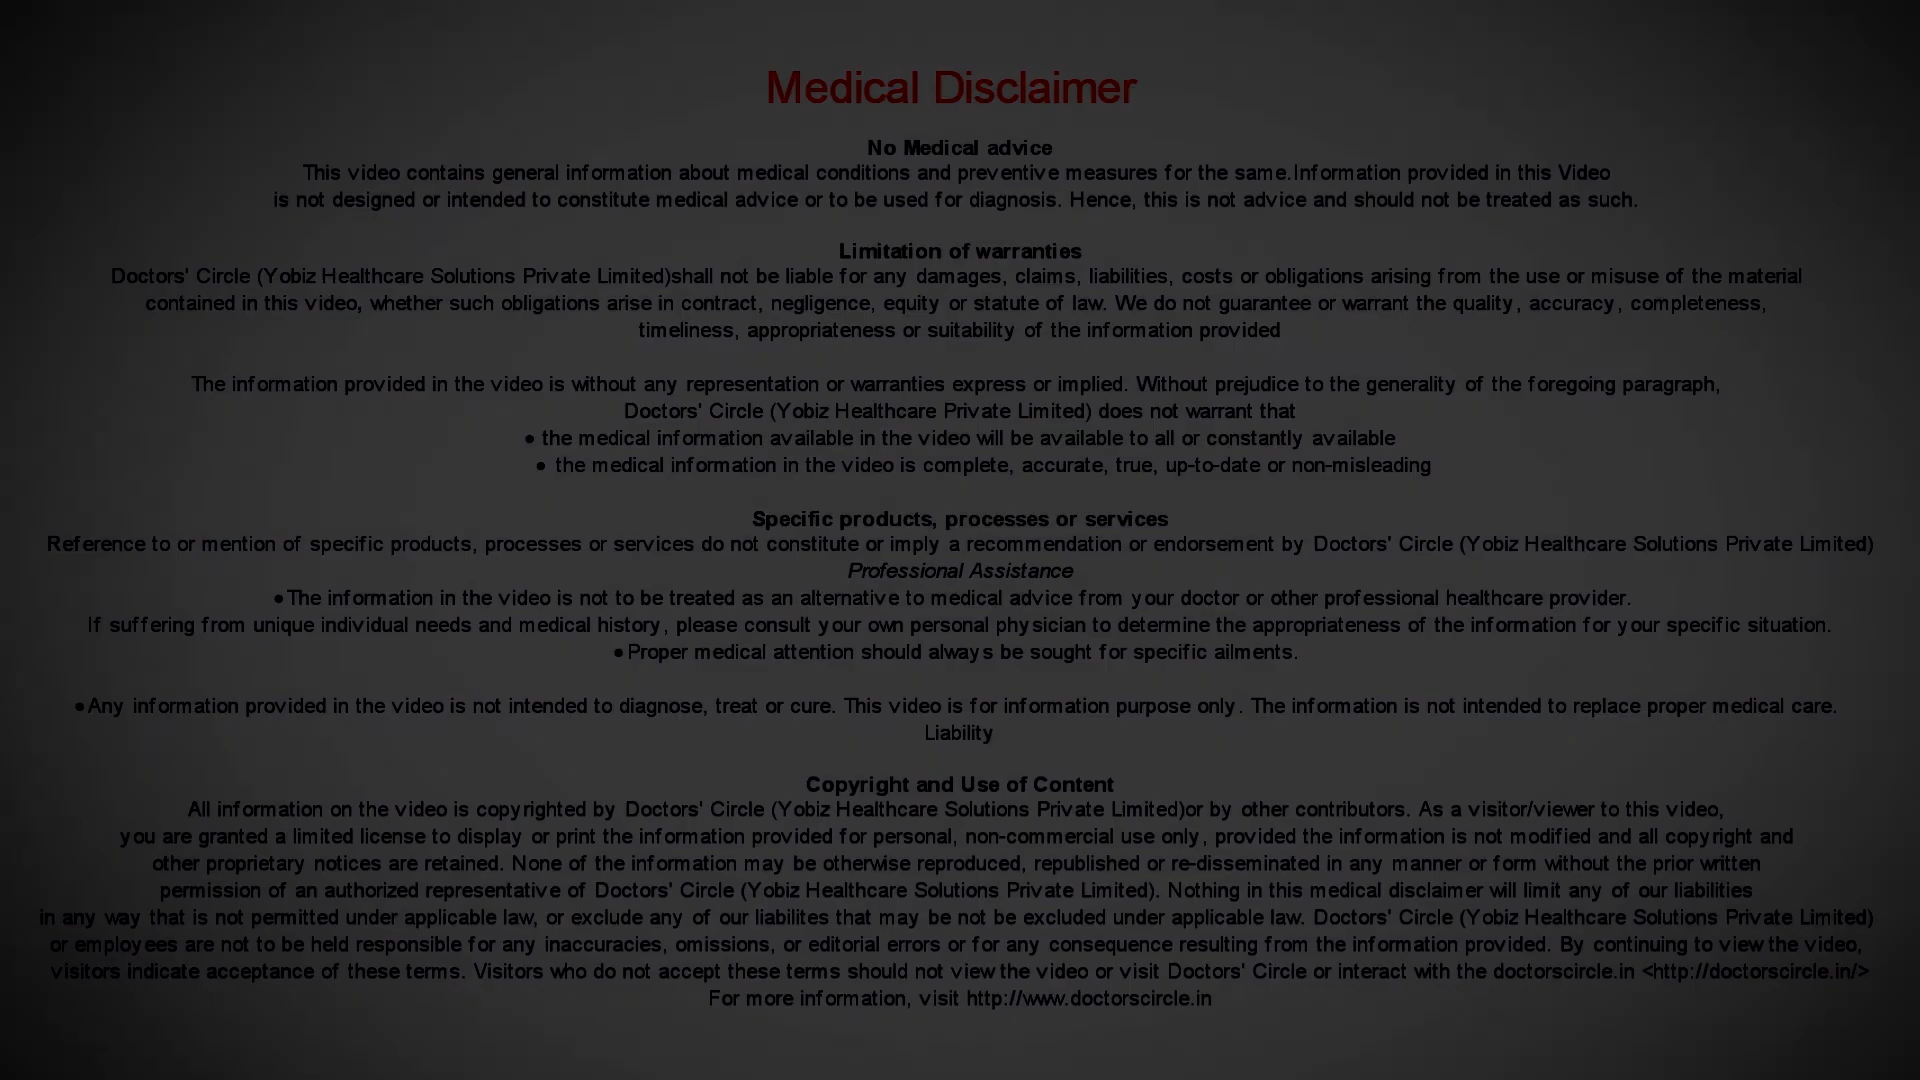 Medical Disclaimer
No Medical advice
This video contains general information about medical conditions and preventive measures for the same.Information provided in this Video
is not designed or intended to constitute medical advice or to be used for diagnosis. Hence, this is not advice and should not be treated as such.
Limitation of warranties
Doctors' Circle (Yobiz Healthcare Solutions Private Limited)shall not be liable for any damages, claims, liabilities, costs or obligations arising from the use or misuse of the material
contained in this video, whether such obligations arise in contract, negligence, equity or statute of law. We do not guarantee or warrant the quality, accuracy, completeness,
timeliness, appropriateness or suitability of the information provided
The information provided in the video is without any representation or warranties express or implied. Without prejudice to the generality of the foregoing paragraph,
Doctors' Circle (Yobiz Healthcare Private Limited) does not warrant that
● the medical information available in the video will be available to all or constantly available
● the medical information in the video is complete, accurate, true, up-to-date or non-misleading
Specific products, processes or services
Reference to or mention of specific products, processes or services do not constitute or imply a recommendation or endorsement by Doctors' Circle (Yobiz Healthcare Solutions Private Limited)
Professional Assistance
●The information in the video is not to be treated as an alternative to medical advice from your doctor or other professional healthcare provider.
If suffering from unique individual needs and medical history, please consult your own personal physician to determine the appropriateness of the information for your specific situation.
●Proper medical attention should always be sought for specific ailments.
●Any information provided in the video is not intended to diagnose, treat or cure. This video is for information purpose only. The information is not intended to replace proper medical care.
Liability
Copyright and Use of Content
All information on the video is copyrighted by Doctors' Circle (Yobiz Healthcare Solutions Private Limited)or by other contributors. As a visitor/viewer to this video,
you are granted a limited license to display or print the information provided for personal, non-commercial use only, provided the information is not modified and all copyright and
other proprietary notices are retained. None of the information may be otherwise reproduced, republished or re-disseminated in any manner or form without the prior written
permission of an authorized representative of Doctors' Circle (Yobiz Healthcare Solutions Private Limited). Nothing in this medical disclaimer will limit any of our liabilities
in any way that is not permitted under applicable law, or exclude any of our liabilites that may be not be excluded under applicable law. Doctors' Circle (Yobiz Healthcare Solutions Private Limited)
or employees are not to be held responsible for any inaccuracies, omissions, or editorial errors or for any consequence resulting from the information provided. By continuing to view the video,
visitors indicate acceptance of these terms. Visitors who do not accept these terms should not view the video or visit Doctors' Circle or interact with the doctorscircle.in <http://doctorscircle.in/>
For more information, visit http://www.doctorscircle.in